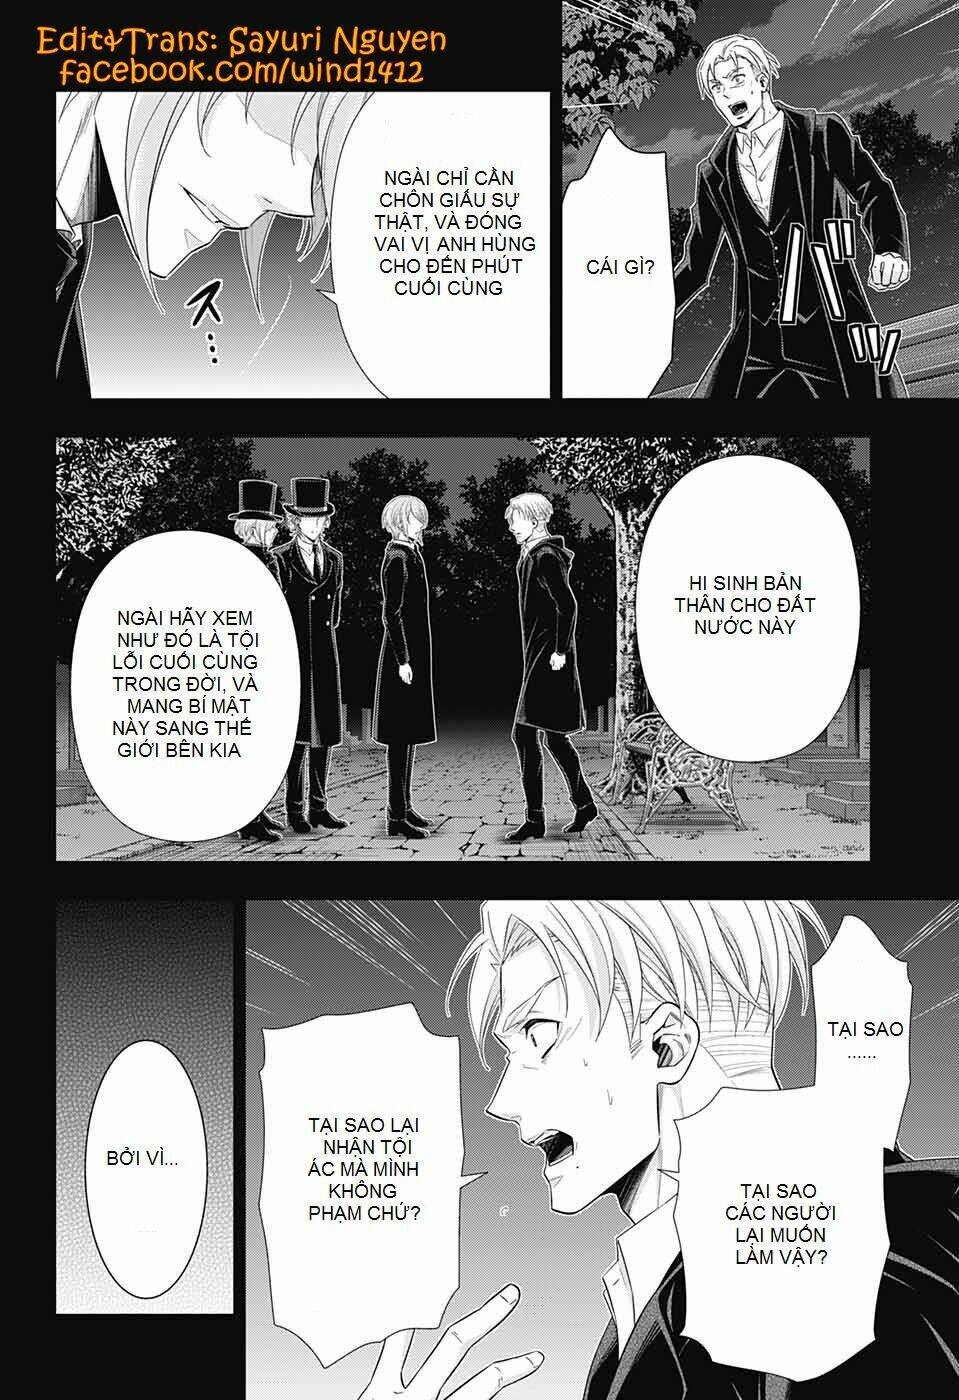 Edit&Trans: Sayuri Nguyen
facebook.com/wind1412
CÁI GÌ?
NGÀI CHỈ CẦN
CHÔN GIẤU SỰ
THẬT, VÀ ĐÓNG
VAI VỊ ANH HÙNG
CHO ĐẾN PHÚT
CUỐI CÙNG
HI SINH BẢN
THÂN CHO ĐẤT
NƯỚC NÀY
NGÀI HÃY XEM
NHƯ ĐÓ LÀ TỘI
LỖI CUỐI CÙNG
TRONG ĐỜI, VÀ
MANG BÍ MẬT
NÀY SANG THẾ
GIỚI BÊN KIA
TẠI SAO
......
TẠI SAO
CÁC NGƯỜI
LẠI MUỐN
LÀM VẬY?
TẠI SAO LẠI
NHẬN TỘI
ÁC MÀ MÌNH
KHÔNG
PHẠM CHỨ?
BỞI VÌ...